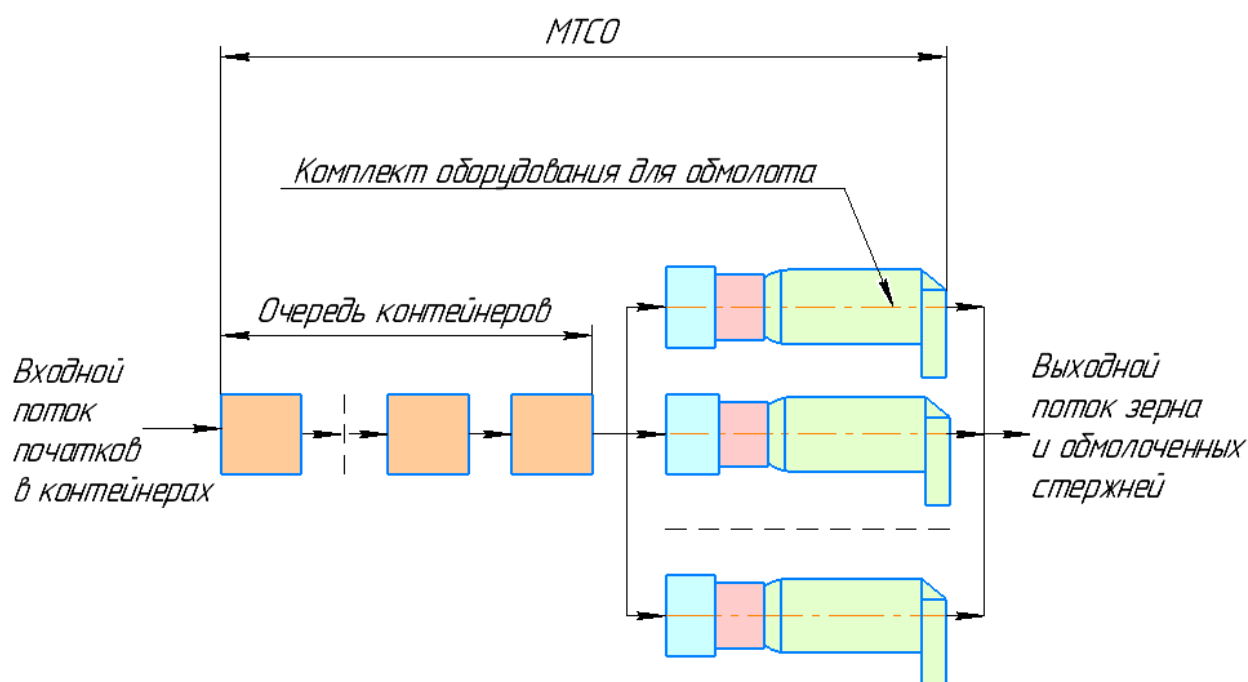 МТСО
Комплект оборудования для обмолота
Очередь контейнеров
Входной
поток
початков
в контейнерах
Выходной
поток зерна
и обмолоченных
стержней